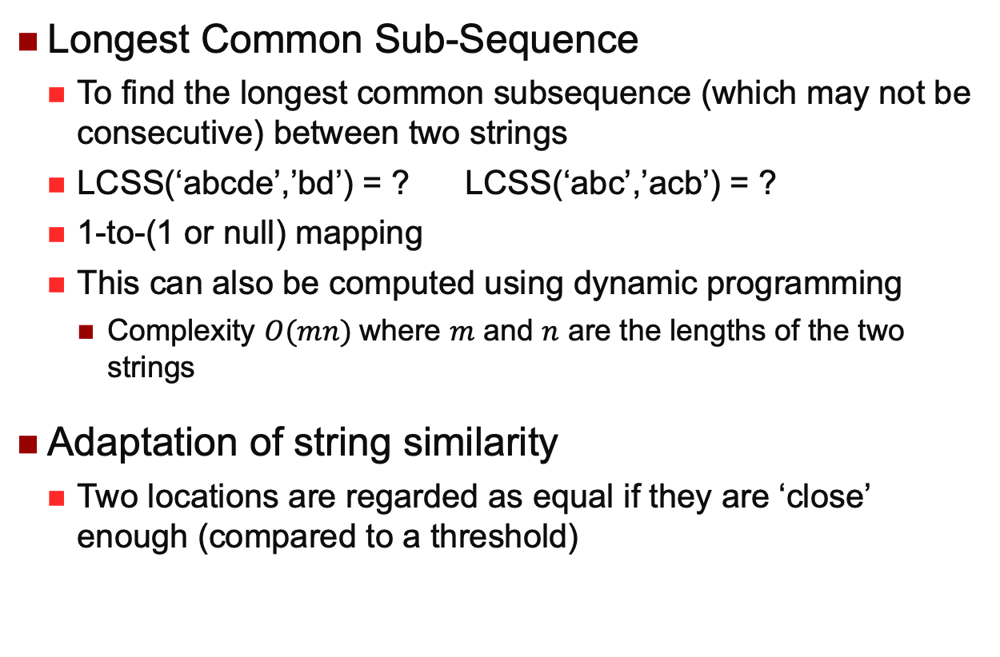 Longest Common Sub-Sequence
To find the longest common subsequence (which may not be
consecutive) between two strings
LCSS(‘abcde’,’bd’) = ? LCSS(‘abc’,’acb’) = ?
1-to-(1 or null) mapping
This can also be computed using dynamic programming
Complexity 𝑂(𝑚𝑛) where 𝑚 and 𝑛 are the lengths of the two
strings
Adaptation of string similarity
Two locations are regarded as equal if they are ‘close’
enough (compared to a threshold)